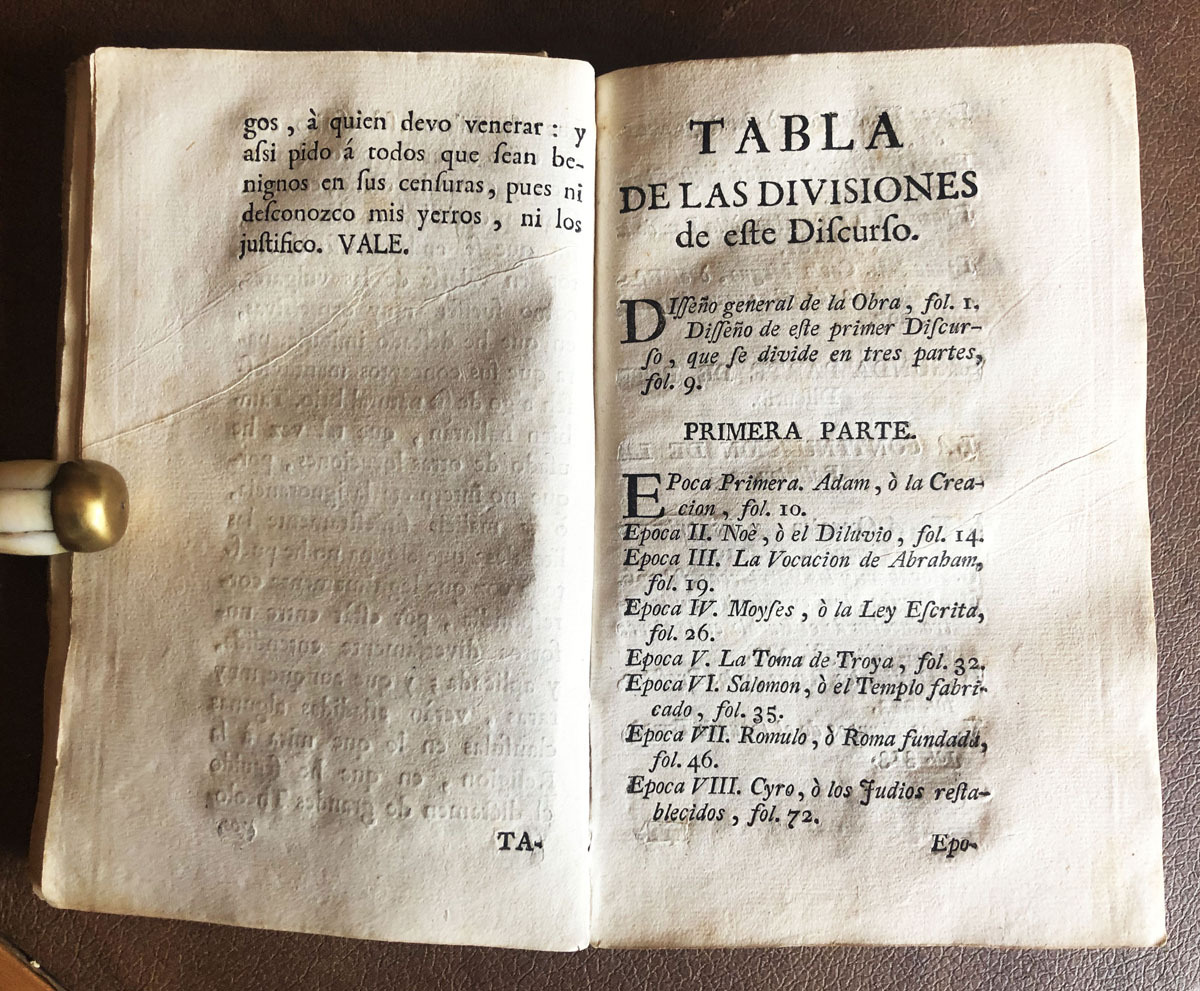 gos, à quien devo venerar: y
aſsi pido á todos que ſean be-
nignos en ſus cenſuras, pues ni
deſconozco mis yerros, ni los
juſtifico. VALE.
TA-
TABLA
DE LAS DIVISIONES
de eſte Diſcurſo.
DIſſeño general de la Obra, fol. 1.
Diſſeño de eſte primer Diſcur-
ſo, que ſe divide en tres partes,
fol. 9.
PRIMERA PARTE.
EPoca Primera. Adam, ò la Crea-
cion, fol. 10.
Epoca II. Noè, ò el Diluvio, fol. 14.
Epoca III. La Vocacion de Abraham,
fol. 19.
Epoca IV. Moyſes, ò la Ley Eſcrita,
fol. 26.
Epoca V. La Toma de Troya, fol. 32.
Epoca VI. Salomon, ò el Templo fabri-
cado, fol. 35.
Epoca VII. Romulo, ò Roma fundada,
fol. 46.
Epoca VIII. Cyro, ò los Judios reſta-
blecidos, fol. 72.
Epo-